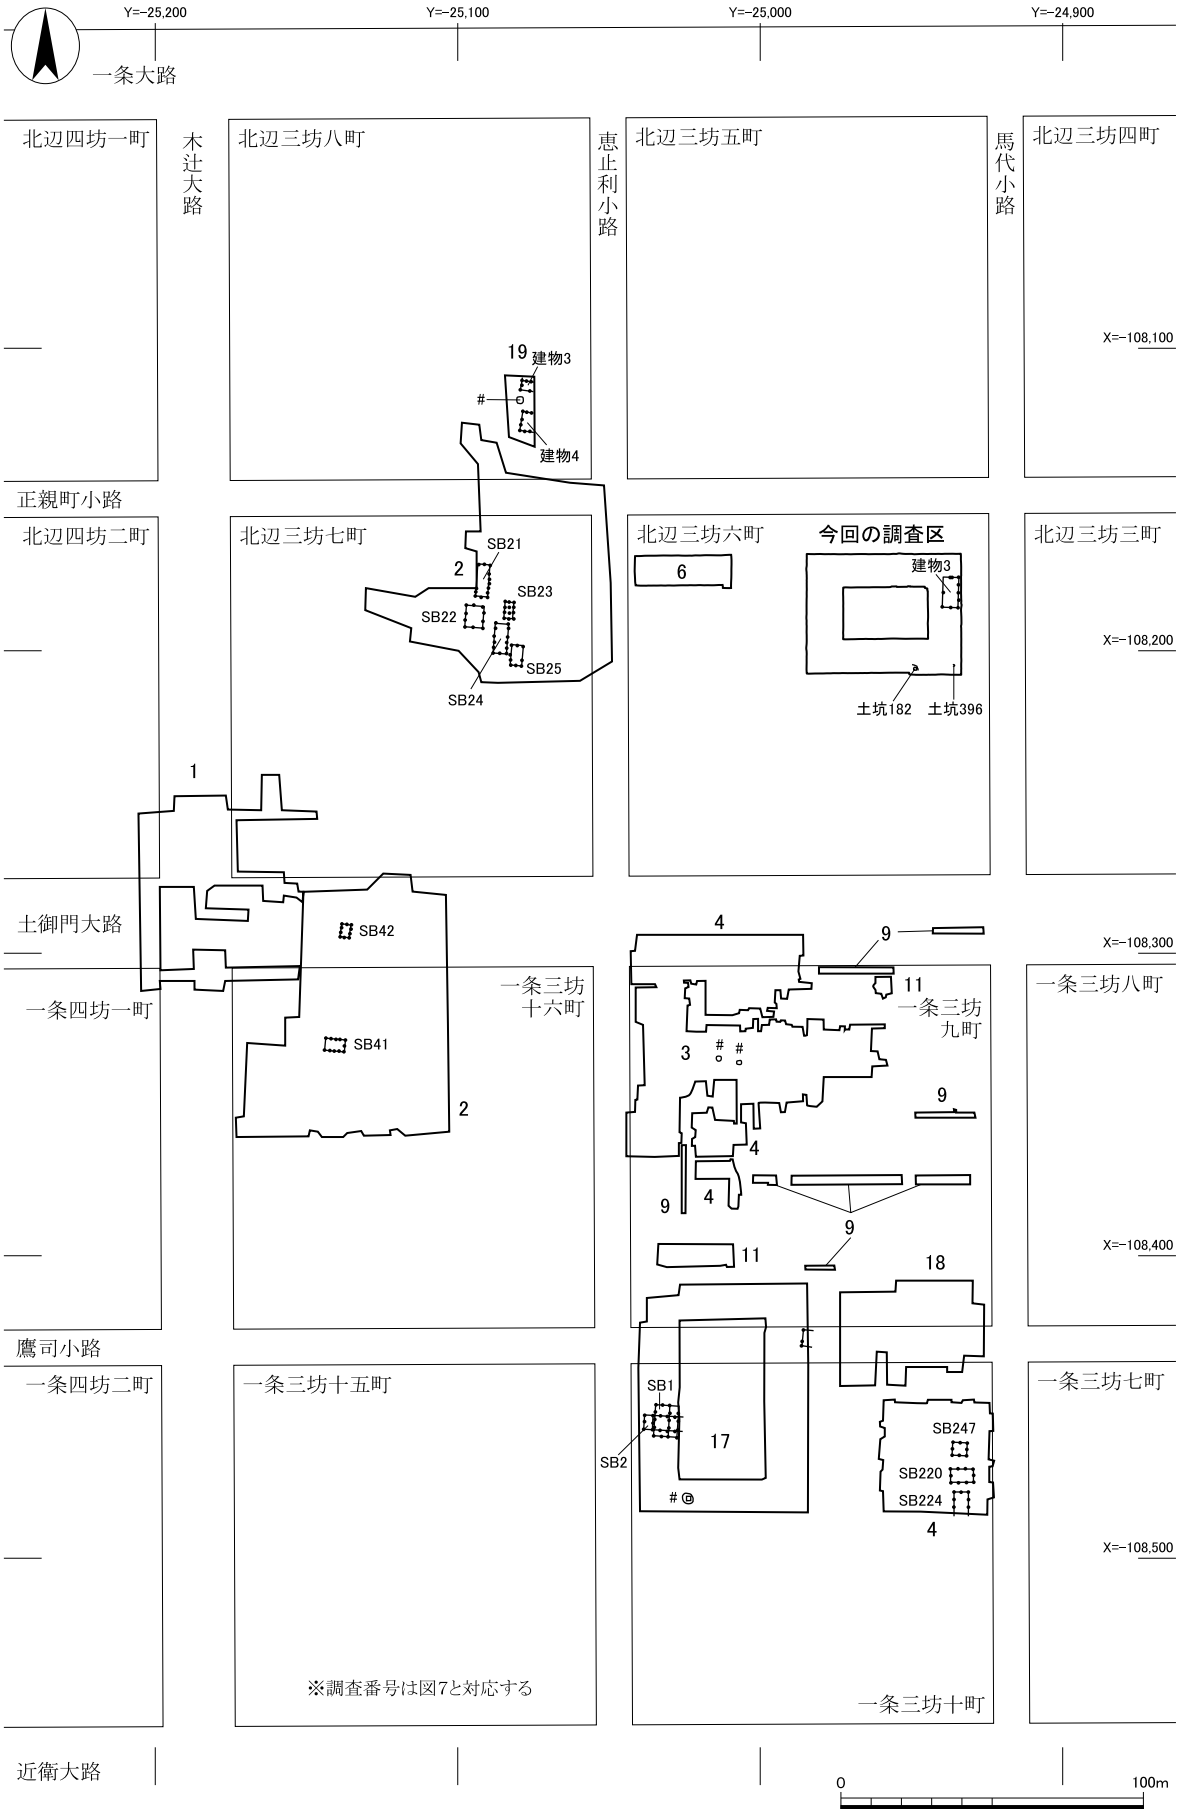 Y=-25,200
Y=-25,100
Y=-25,000
Y=-24,900
一条大路
北辺四坊一町
木辻大路
北辺三坊八町
恵止利小路
北辺三坊五町
馬代小路
北辺三坊四町
X=-108,100
19
建物3
#
建物4
正親町小路
北辺四坊二町
北辺三坊七町
北辺三坊六町
今回の調査区
北辺三坊三町
SB21
2
6
建物3
SB23
SB22
X=-108,200
SB25
SB24
土坑182
土坑396
1
土御門大路
SB42
4
9
X=-108,300
一条四坊一町
一条三坊
十六町
11
一条三坊
九町
一条三坊八町
SB41
3
#
#
2
9
4
9
4
9
11
18
X=-108,400
鷹司小路
一条四坊二町
一条三坊十五町
SB1
一条三坊七町
17
SB247
SB2
SB220
#
SB224
4
X=-108,500
※調査番号は図7と対応する
一条三坊十町
近衛大路
0
100m